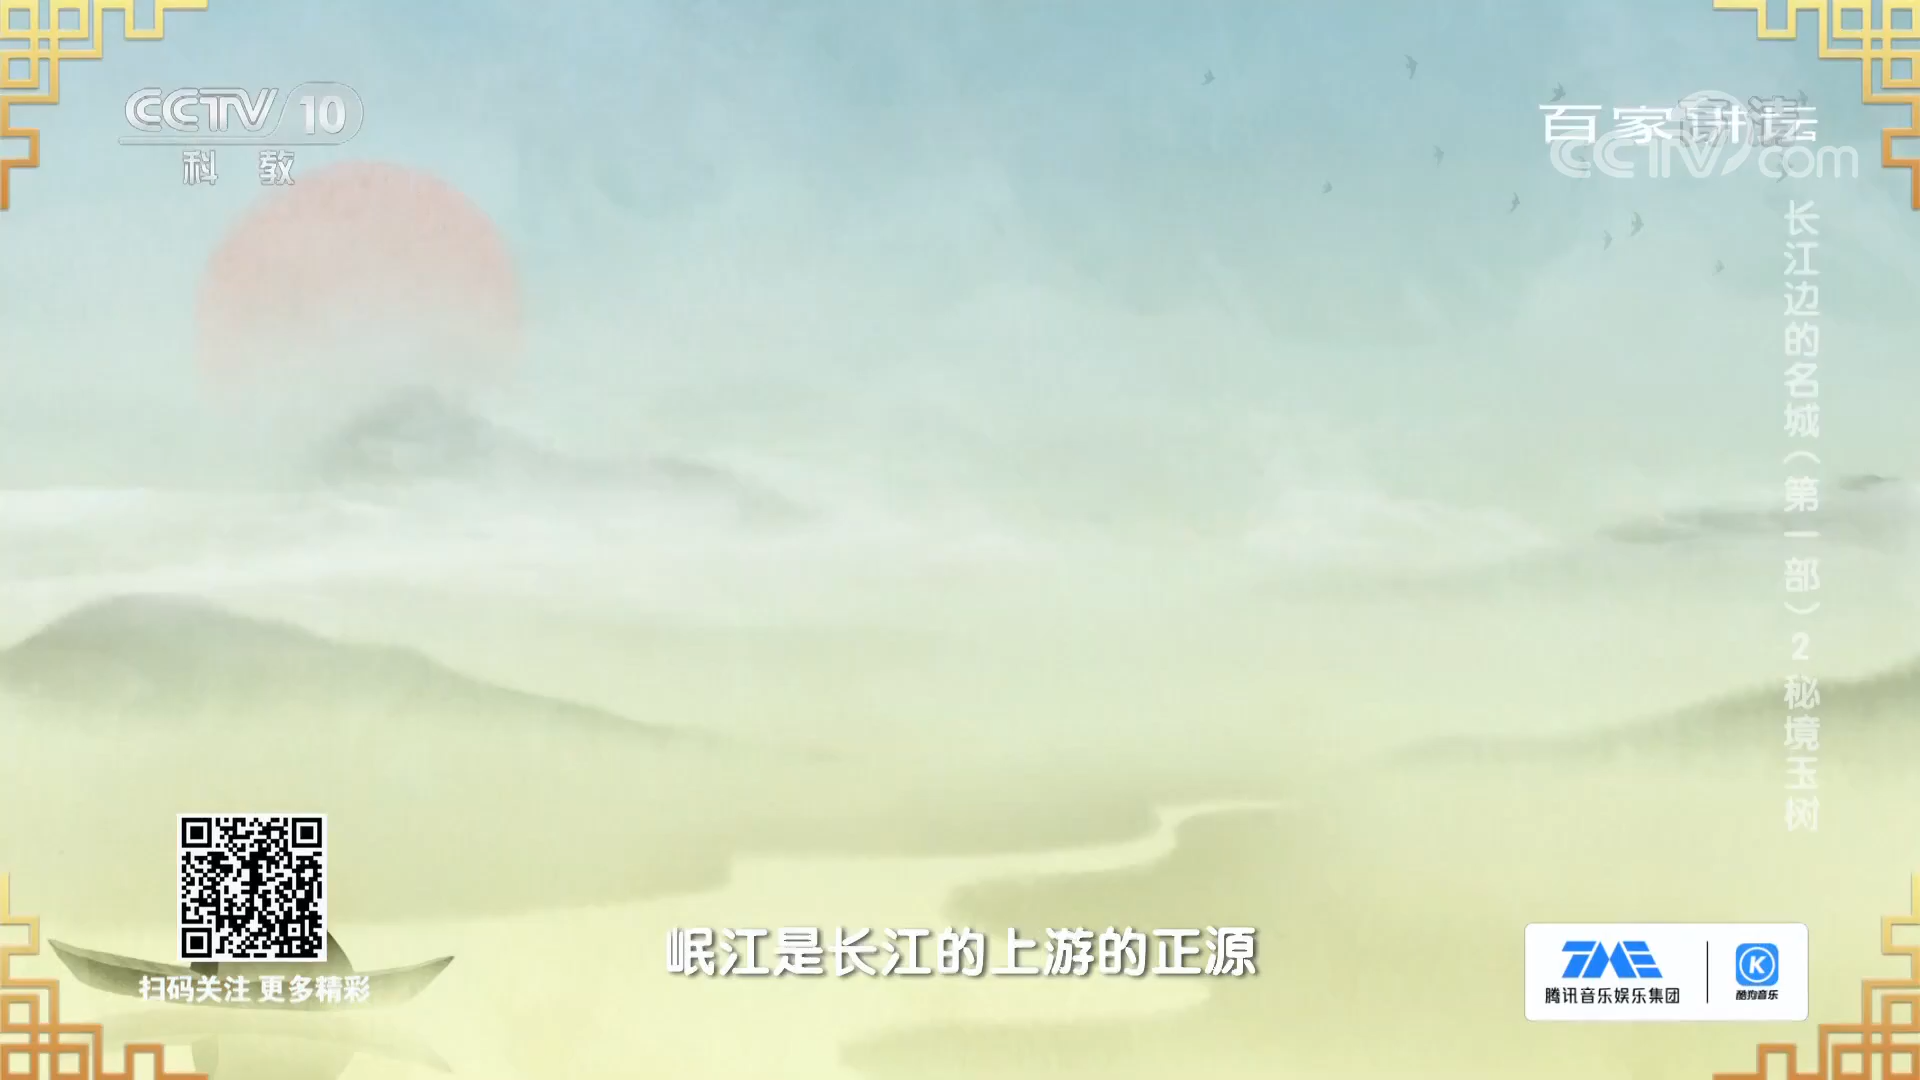 CCTV 10
科 教
百家讲坛
CCTV com
长江边的名城（第一部）2 秘境玉树
岷江是长江的上游的正源
扫码关注 更多精彩
TME
腾讯音乐娱乐集团
K
酷狗音乐